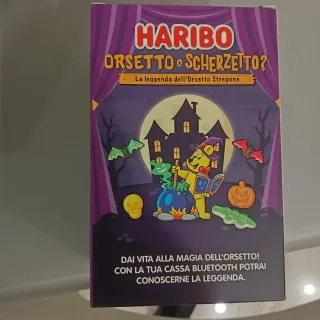 HARIBO
ORSETTO o SCHERZETTO?
La leggenda dell'Orsetto Stregone
DAI VITA ALLA MAGIA DELL'ORSETTO!
CON LA TUA CASSA BLUETOOTH POTRAI
CONOSCERNE LA LEGGENDA.